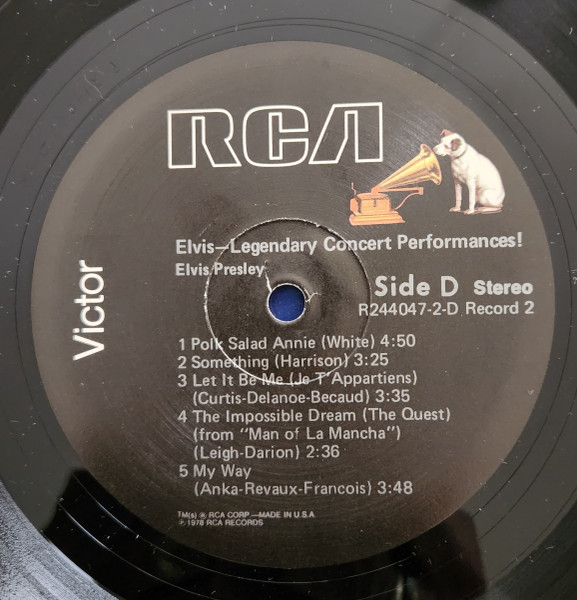 RCA
Elvis—Legendary Concert Performances!
Elvis Presley
Side D Stereo
R244047-2-D Record 2
Victor
1 Polk Salad Annie (White) 4:50
2 Something (Harrison) 3:25
3 Let It Be Me (Je T'Appartiens)
(Curtis-Delanoe-Becaud) 3:35
4 The Impossible Dream (The Quest)
(from "Man of La Mancha")
(Leigh-Darion) 2:36
5 My Way
(Anka-Revaux-Francois) 3:48
TM(s) ® RCA CORP.—MADE IN U.S.A.
℗ 1978 RCA RECORDS